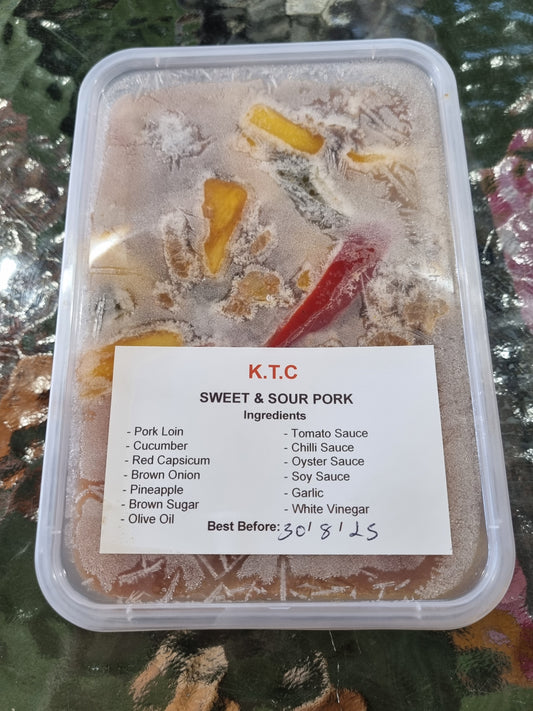 K.T.C
SWEET & SOUR PORK
Ingredients
- Pork Loin
- Cucumber
- Red Capsicum
- Brown Onion
- Pineapple
- Brown Sugar
- Olive Oil
- Tomato Sauce
- Chilli Sauce
- Oyster Sauce
- Soy Sauce
- Garlic
- White Vinegar
Best Before: 30/8/25